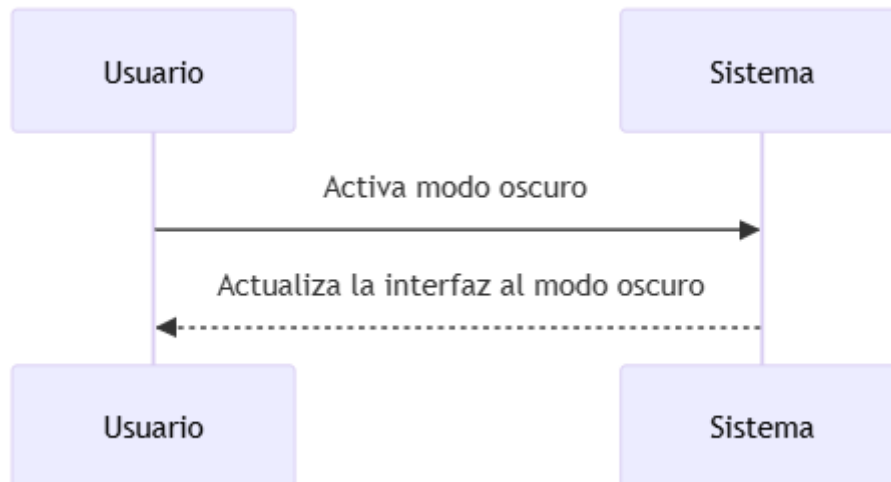 Usuario
Sistema
Activa modo oscuro
Actualiza la interfaz al modo oscuro
Usuario
Sistema